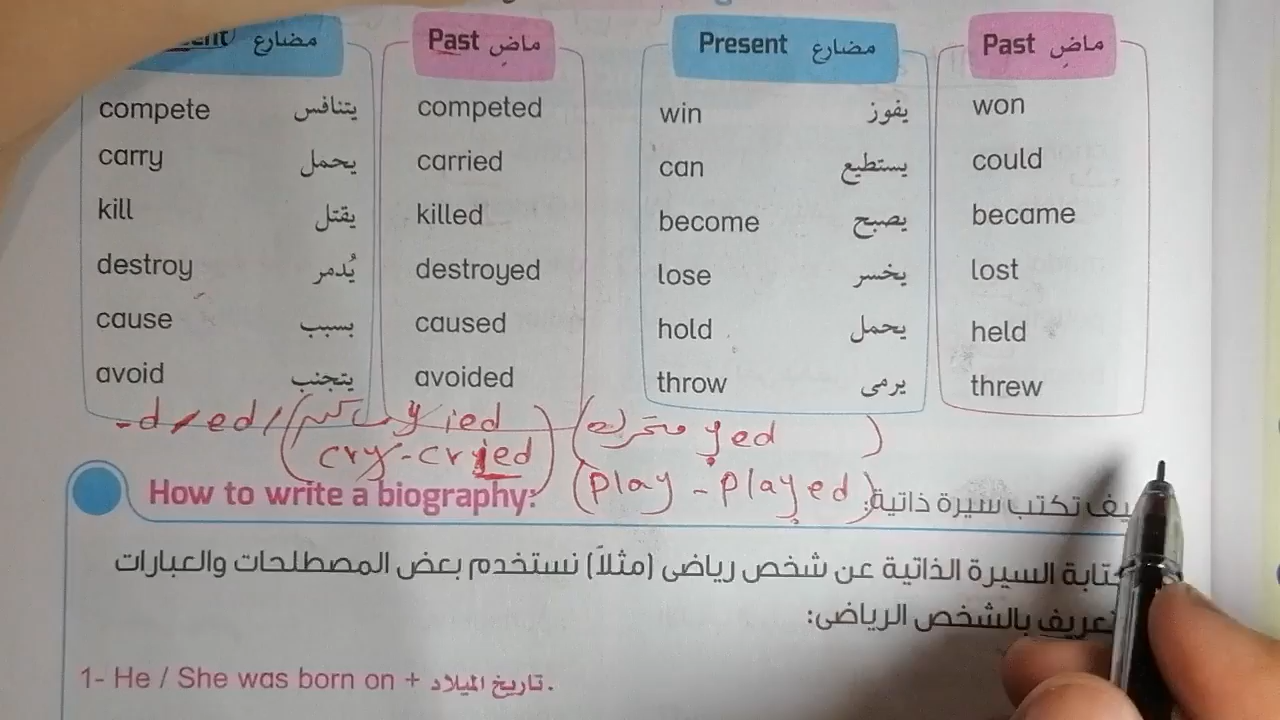 مضارع Past ماضٍ Present مضارع Past ماضٍ
compete يتنافس competed win يفوز won
carry يحمل carried can يستطيع could
kill يقتل killed become يصبح became
destroy يُدمر destroyed lose يخسر lost
cause بسبب caused hold يحمل held
avoid يتجنب avoided throw يرمى threw
-d / ed / ( y ied ) ( yed )
cry - cried
(play - played)
How to write a biography: كيف تكتب سيرة ذاتية:
كتابة السيرة الذاتية عن شخص رياضى (مثلاً) نستخدم بعض المصطلحات والعبارات
تعريف بالشخص الرياضى:
1- He / She was born on + تاريخ الميلاد.